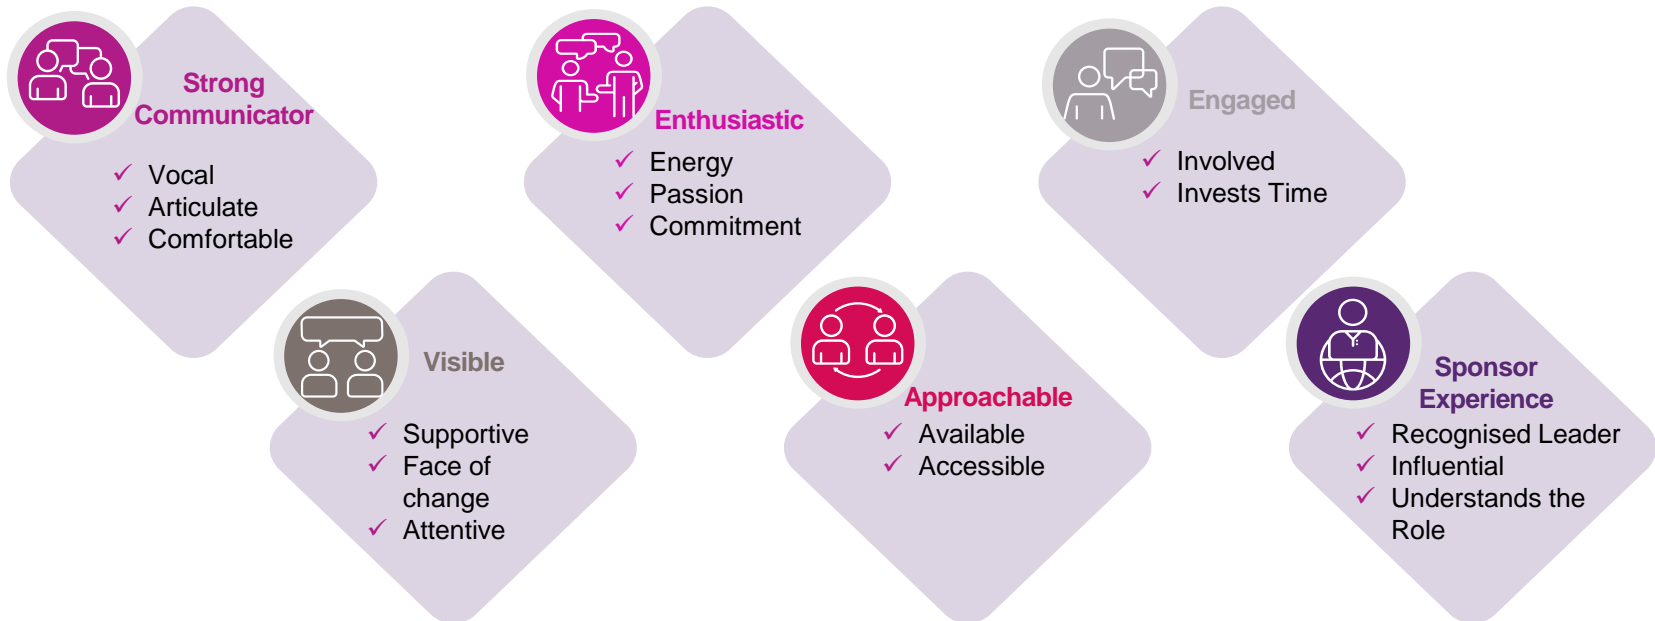 Strong
Communicator
✓ Vocal
✓ Articulate
✓ Comfortable
Enthusiastic
✓ Energy
✓ Passion
✓ Commitment
Engaged
✓ Involved
✓ Invests Time
Visible
✓ Supportive
✓ Face of
change
✓ Attentive
Approachable
✓ Available
✓ Accessible
Sponsor
Experience
✓ Recognised Leader
✓ Influential
✓ Understands the
Role